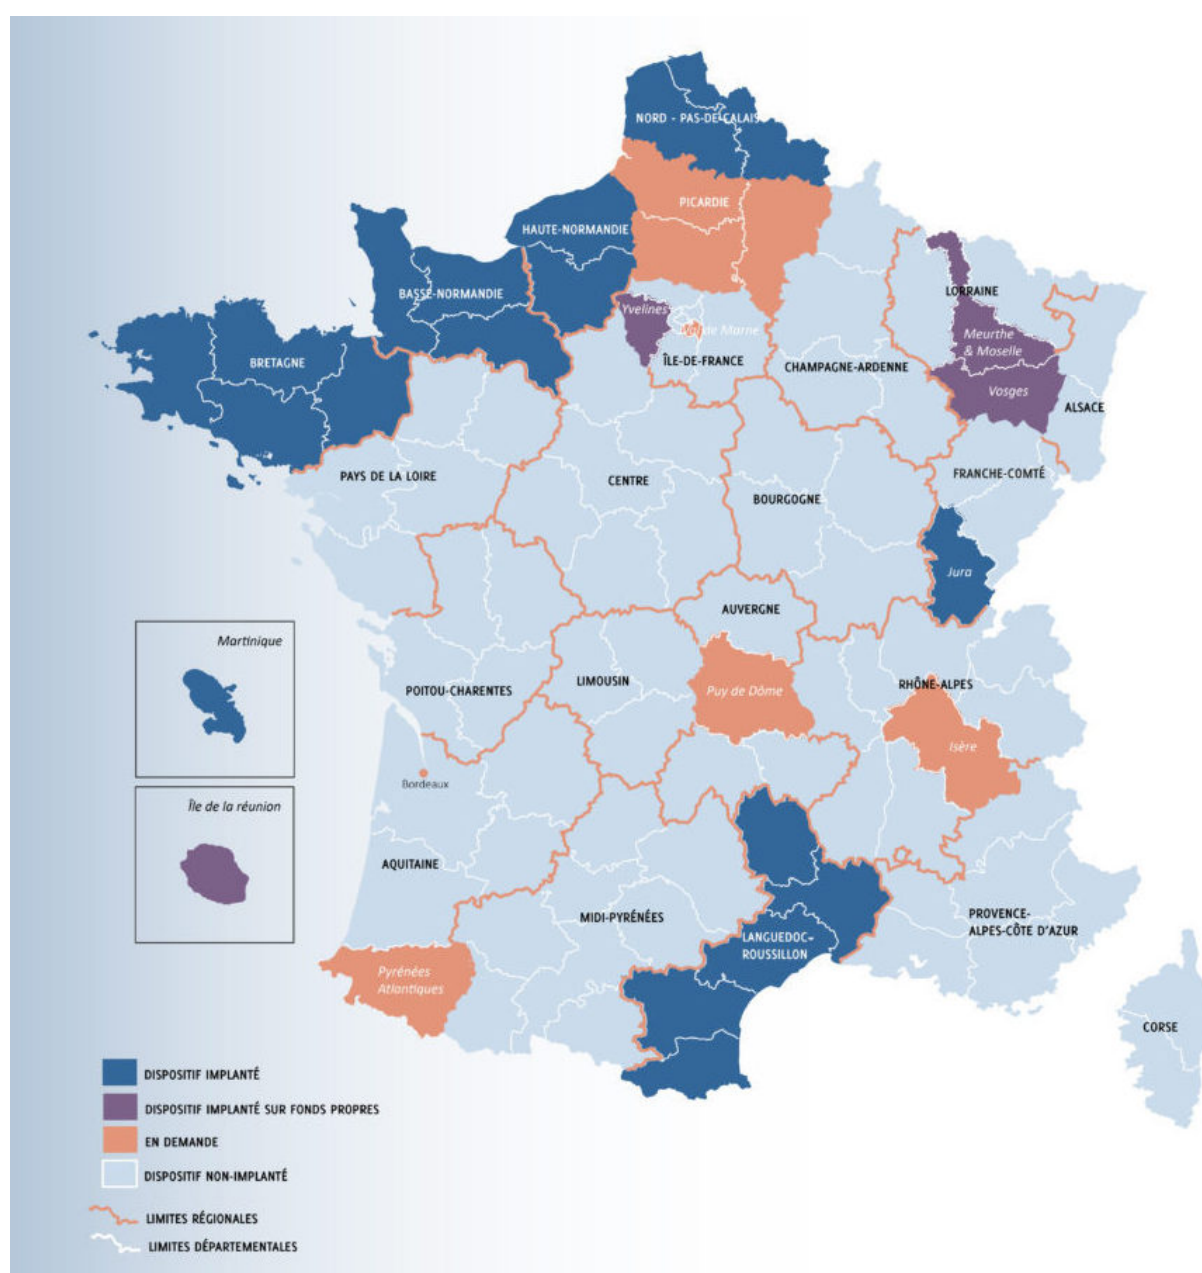 NORD - PAS-DE-CALAIS
PICARDIE
HAUTE-NORMANDIE
BASSE-NORMANDIE
LORRAINE
Yvelines
Val de Marne
Meurthe
& Moselle
ÎLE-DE-FRANCE
BRETAGNE
CHAMPAGNE-ARDENNE
Vosges
ALSACE
PAYS DE LA LOIRE
CENTRE
FRANCHE-COMTÉ
BOURGOGNE
Jura
AUVERGNE
Martinique
LIMOUSIN
POITOU-CHARENTES
Puy de Dôme
RHÔNE-ALPES
Isère
Bordeaux
Île de la réunion
AQUITAINE
MIDI-PYRÉNÉES
PROVENCE-
ALPES-CÔTE D'AZUR
LANGUEDOC-
ROUSSILLON
Pyrénées
Atlantiques
CORSE
DISPOSITIF IMPLANTÉ
DISPOSITIF IMPLANTÉ SUR FONDS PROPRES
EN DEMANDE
DISPOSITIF NON-IMPLANTÉ
LIMITES RÉGIONALES
LIMITES DÉPARTEMENTALES